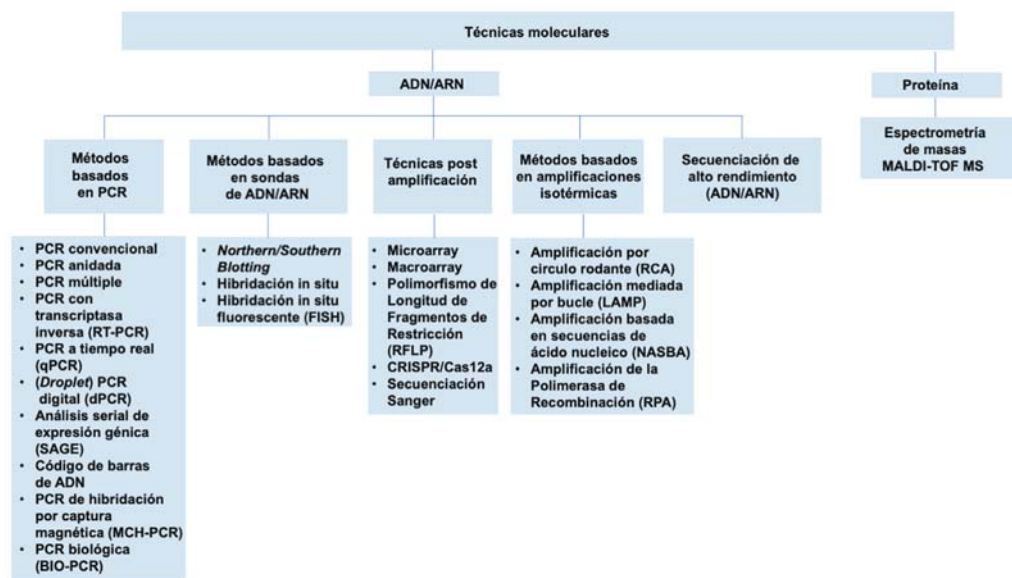 Técnicas moleculares
ADN/ARN
Proteína
Métodos
basados
en PCR
Métodos basados
en sondas
de ADN/ARN
Técnicas post
amplificación
Métodos basados
en amplificaciones
isotérmicas
Secuenciación de
alto rendimiento
(ADN/ARN)
Espectrometría
de masas
MALDI-TOF MS
• PCR convencional
• PCR anidada
• PCR múltiple
• PCR con
transcriptasa
inversa (RT-PCR)
• PCR a tiempo real
(qPCR)
• (Droplet) PCR
digital (dPCR)
• Análisis serial de
expresión génica
(SAGE)
• Código de barras
de ADN
• PCR de hibridación
por captura
magnética (MCH-PCR)
• PCR biológica
(BIO-PCR)
• Northern/Southern
Blotting
• Hibridación in situ
• Hibridación in situ
fluorescente (FISH)
• Microarray
• Macroarray
• Polimorfismo de
Longitud de
Fragmentos de
Restricción
(RFLP)
• CRISPR/Cas12a
• Secuenciación
Sanger
• Amplificación por
circulo rodante (RCA)
• Amplificación mediada
por bucle (LAMP)
• Amplificación basada
en secuencias de
ácido nucleico (NASBA)
• Amplificación de la
Polimerasa de
Recombinación (RPA)